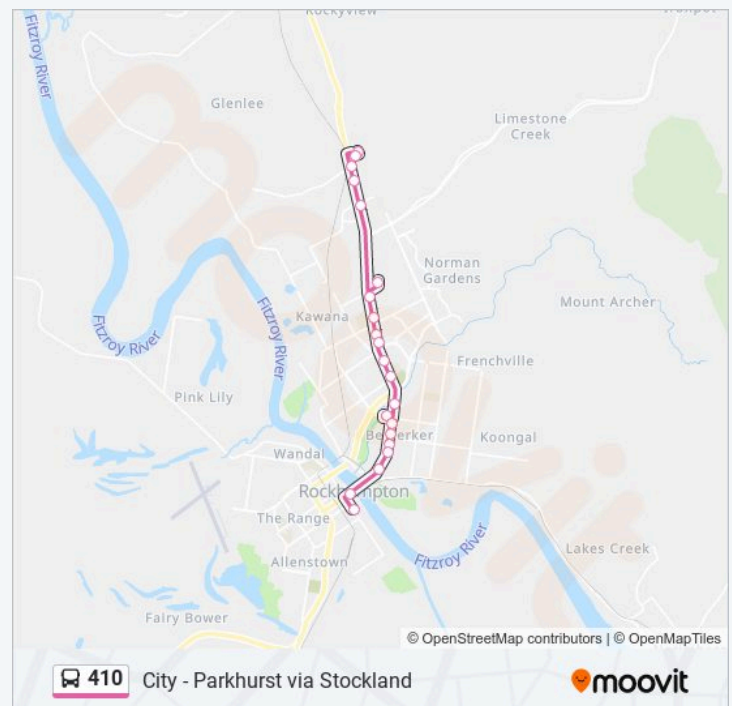 Rockyview
Fitzroy River
Glenlee
Limestone
Creek
Norman
Gardens
Mount Archer
Fitzroy River
Fitzroy River
Kawana
Frenchville
Pink Lily
Berserker
Koongal
Wandal
Rockhampton
The Range
Fitzroy River
Lakes Creek
Allenstown
Fairy Bower
© OpenStreetMap contributors | © OpenMapTiles
410 City - Parkhurst via Stockland
moovit